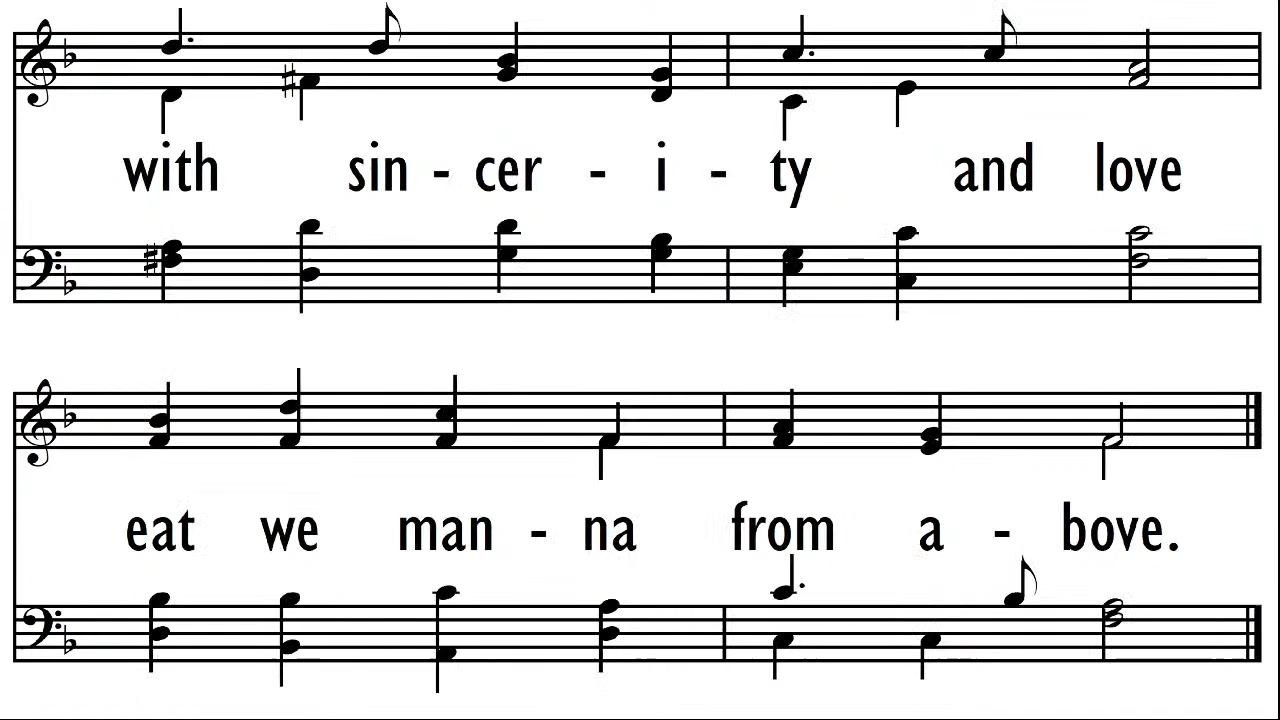 with sin - cer - i - ty and love
eat we man - na from a - bove.